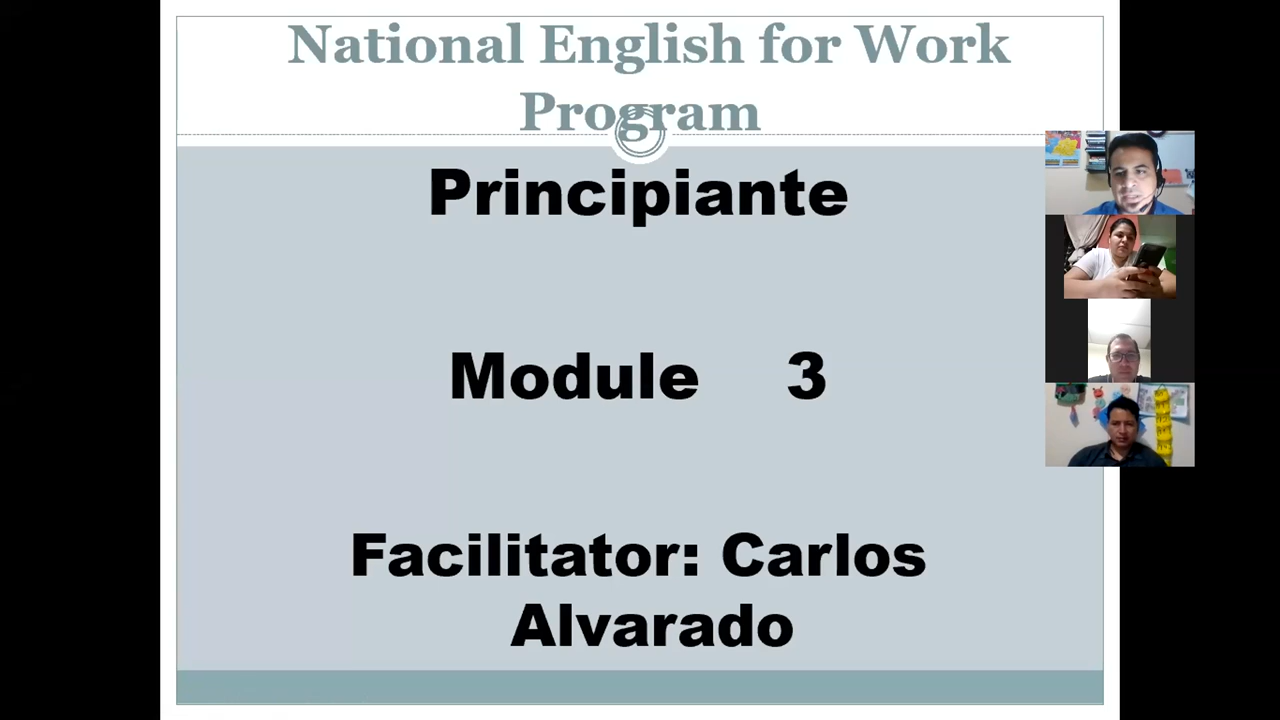 National English for Work
Program
Principiante
Module 3
Facilitator: Carlos
Alvarado